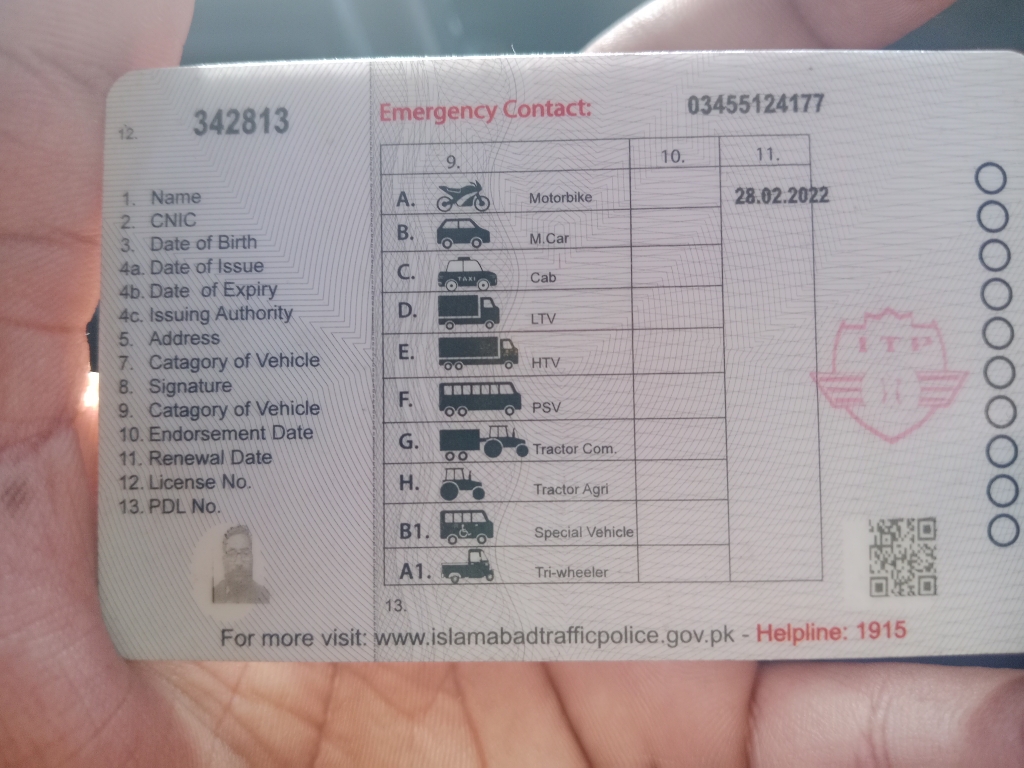 12. 342813
Emergency Contact: 03455124177
1. Name
2. CNIC
3. Date of Birth
4a. Date of Issue
4b. Date of Expiry
4c. Issuing Authority
5. Address
7. Catagory of Vehicle
8. Signature
9. Catagory of Vehicle
10. Endorsement Date
11. Renewal Date
12. License No.
13. PDL No.
9. 10. 11.
A. Motorbike 28.02.2022
B. M.Car
C. TAXI Cab
D. LTV
E. HTV
F. PSV
G. Tractor Com.
H. Tractor Agri
B1. Special Vehicle
A1. Tri-wheeler
13.
ITP
For more visit: www.islamabadtrafficpolice.gov.pk - Helpline: 1915